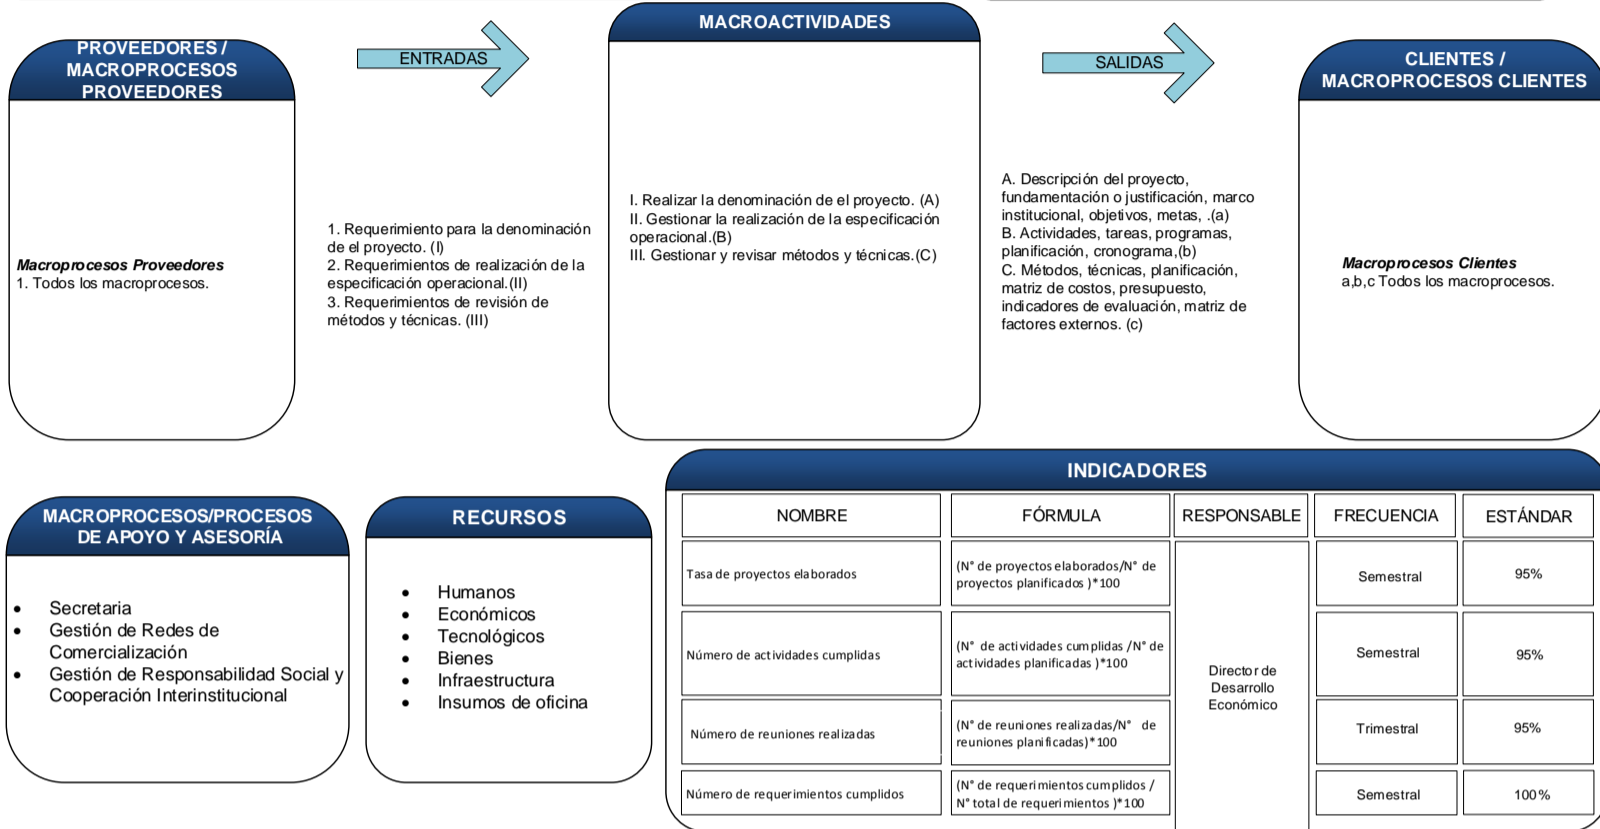 PROVEEDORES /
MACROPROCESOS
PROVEEDORES
Macroprocesos Proveedores
1. Todos los macroprocesos.
ENTRADAS
1. Requerimiento para la denominación
de el proyecto. (I)
2. Requerimientos de realización de la
especificación operacional.(II)
3. Requerimientos de revisión de
métodos y técnicas. (III)
MACROACTIVIDADES
I. Realizar la denominación de el proyecto. (A)
II. Gestionar la realización de la especificación
operacional.(B)
III. Gestionar y revisar métodos y técnicas.(C)
SALIDAS
A. Descripción del proyecto,
fundamentación o justificación, marco
institucional, objetivos, metas, .(a)
B. Actividades, tareas, programas,
planificación, cronograma,(b)
C. Métodos, técnicas, planificación,
matriz de costos, presupuesto,
indicadores de evaluación, matriz de
factores externos. (c)
CLIENTES /
MACROPROCESOS CLIENTES
Macroprocesos Clientes
a,b,c Todos los macroprocesos.
MACROPROCESOS/PROCESOS
DE APOYO Y ASESORÍA
• Secretaria
• Gestión de Redes de
Comercialización
• Gestión de Responsabilidad Social y
Cooperación Interinstitucional
RECURSOS
• Humanos
• Económicos
• Tecnológicos
• Bienes
• Infraestructura
• Insumos de oficina
INDICADORES
NOMBRE FÓRMULA RESPONSABLE FRECUENCIA ESTÁNDAR
Tasa de proyectos elaborados
(N° de proyectos elaborados/N° de
proyectos planificados )*100
Semestral
95%
Número de actividades cumplidas
(N° de actividades cumplidas /N° de
actividades planificadas )*100
Semestral
95%
Director de
Desarrollo
Económico
Número de reuniones realizadas
(N° de reuniones realizadas/N° de
reuniones planificadas)*100
Trimestral
95%
Número de requerimientos cumplidos
(N° de requerimientos cumplidos /
N° total de requerimientos )*100
Semestral
100%